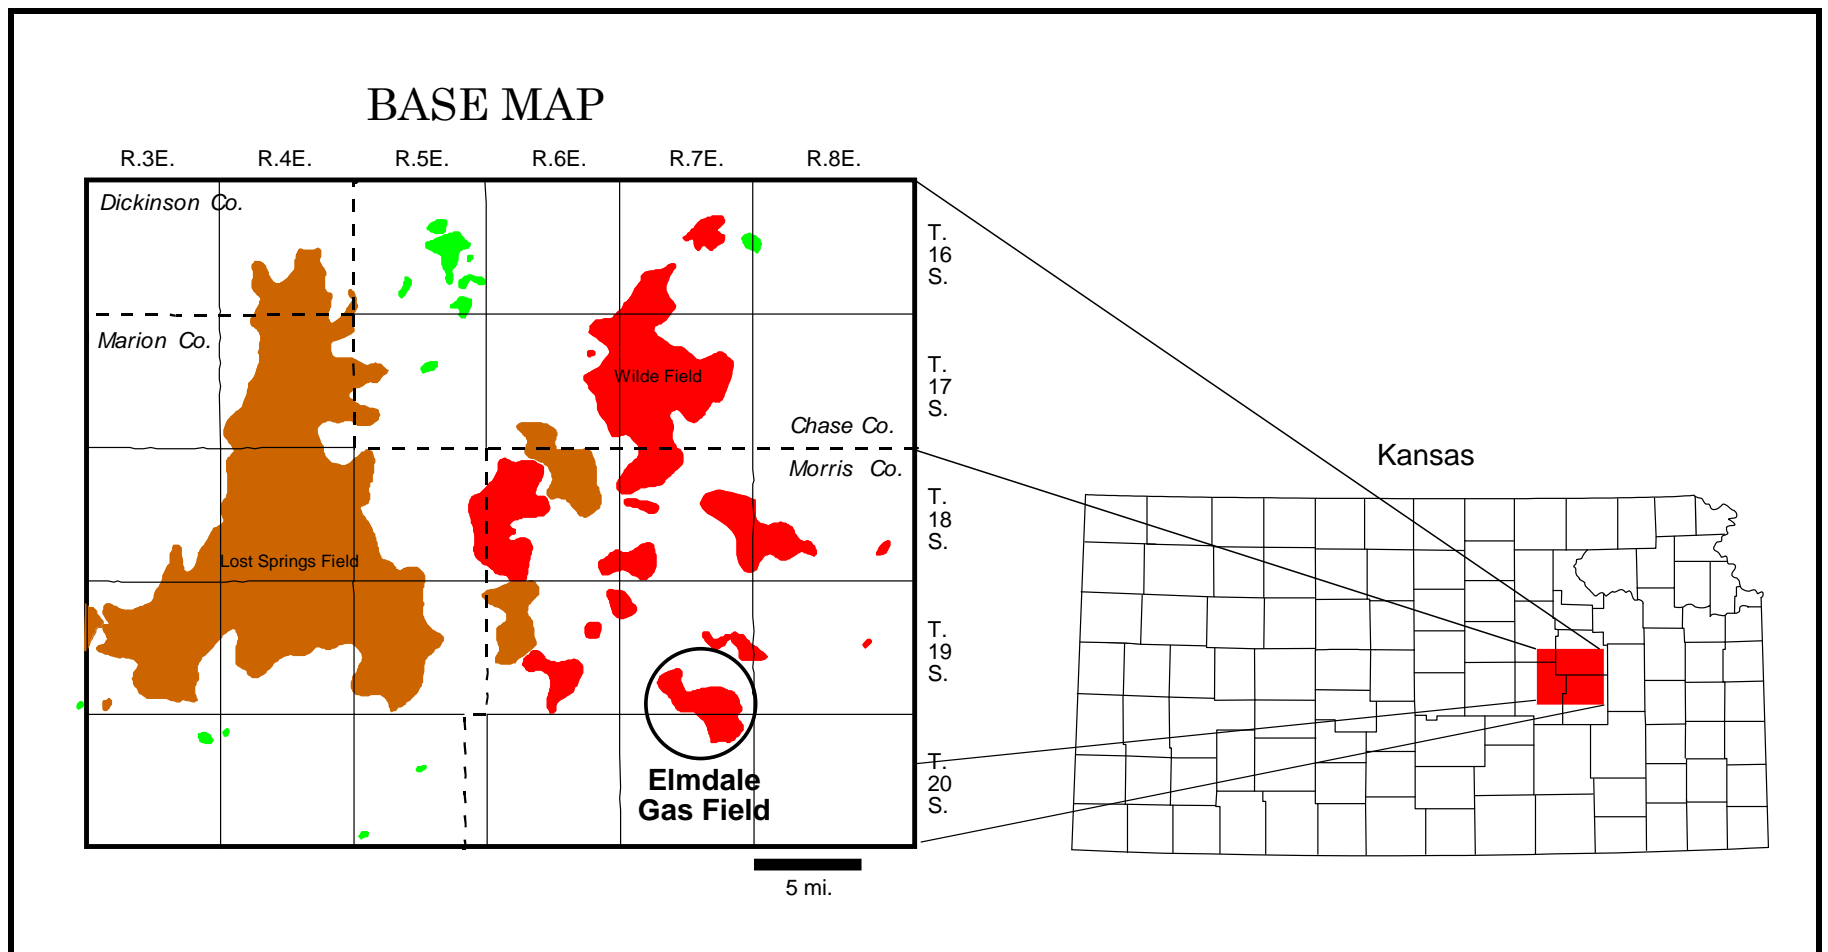 BASE MAP
R.3E. R.4E. R.5E. R.6E. R.7E. R.8E.
Dickinson Co.
T.
16
S.
Marion Co.
T.
17
S.
Wilde Field
Chase Co.
Morris Co.
Kansas
T.
18
S.
Lost Springs Field
T.
19
S.
Elmdale
Gas Field
T.
20
S.
5 mi.